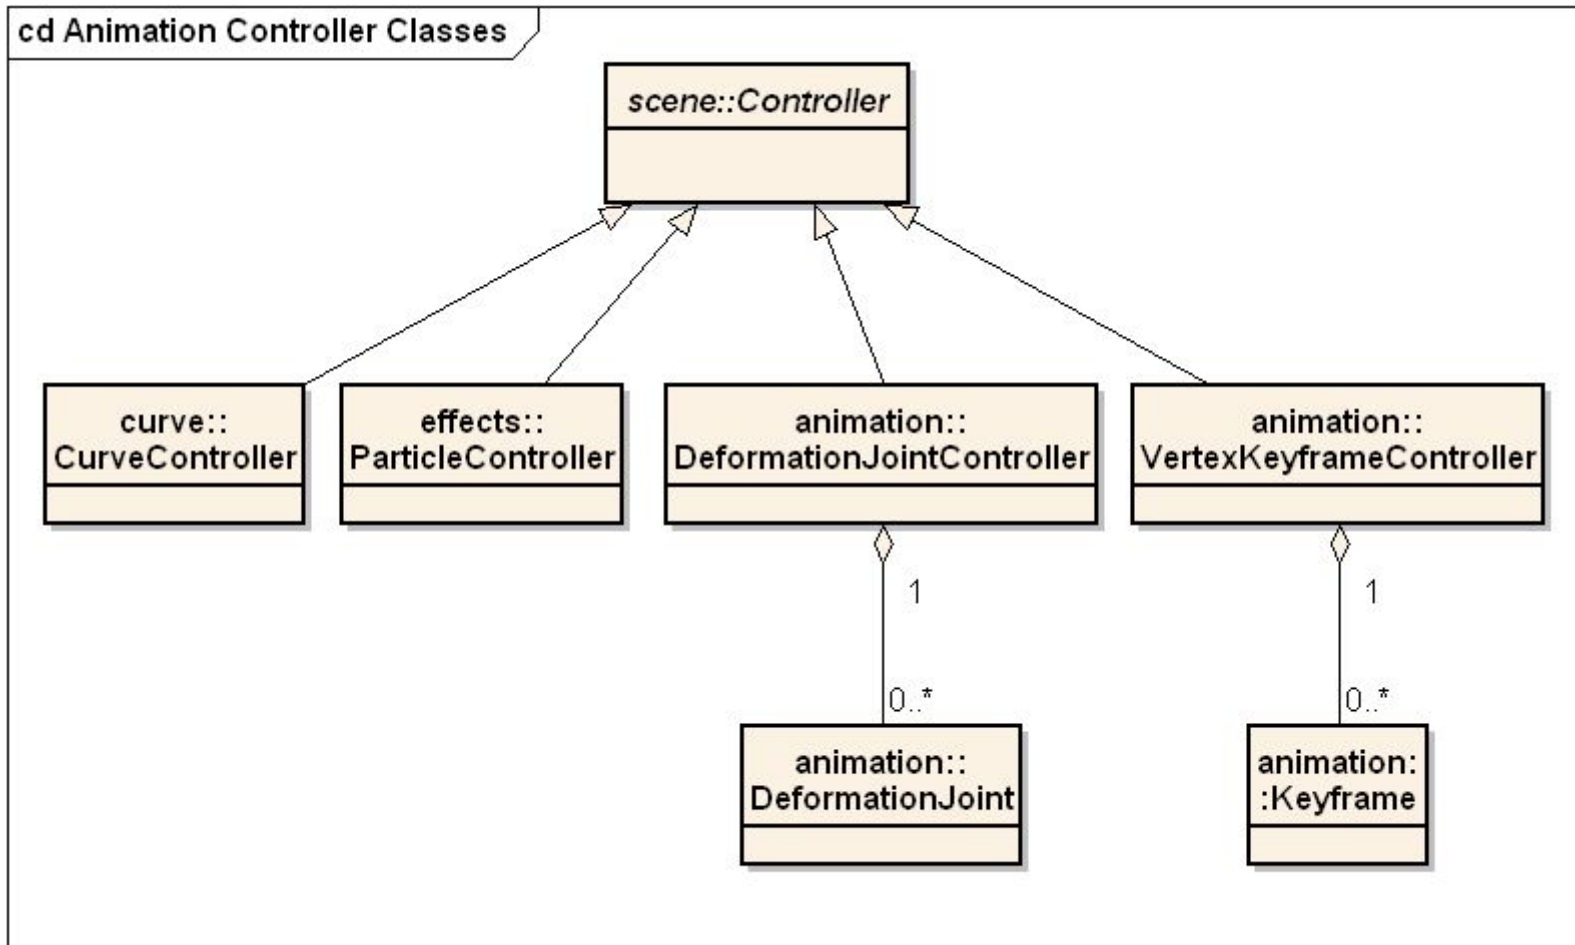 cd Animation Controller Classes
scene::Controller
curve::
CurveController
effects::
ParticleController
animation::
DeformationJointController
animation::
VertexKeyframeController
1
1
0..*
0..*
animation::
DeformationJoint
animation:
:Keyframe